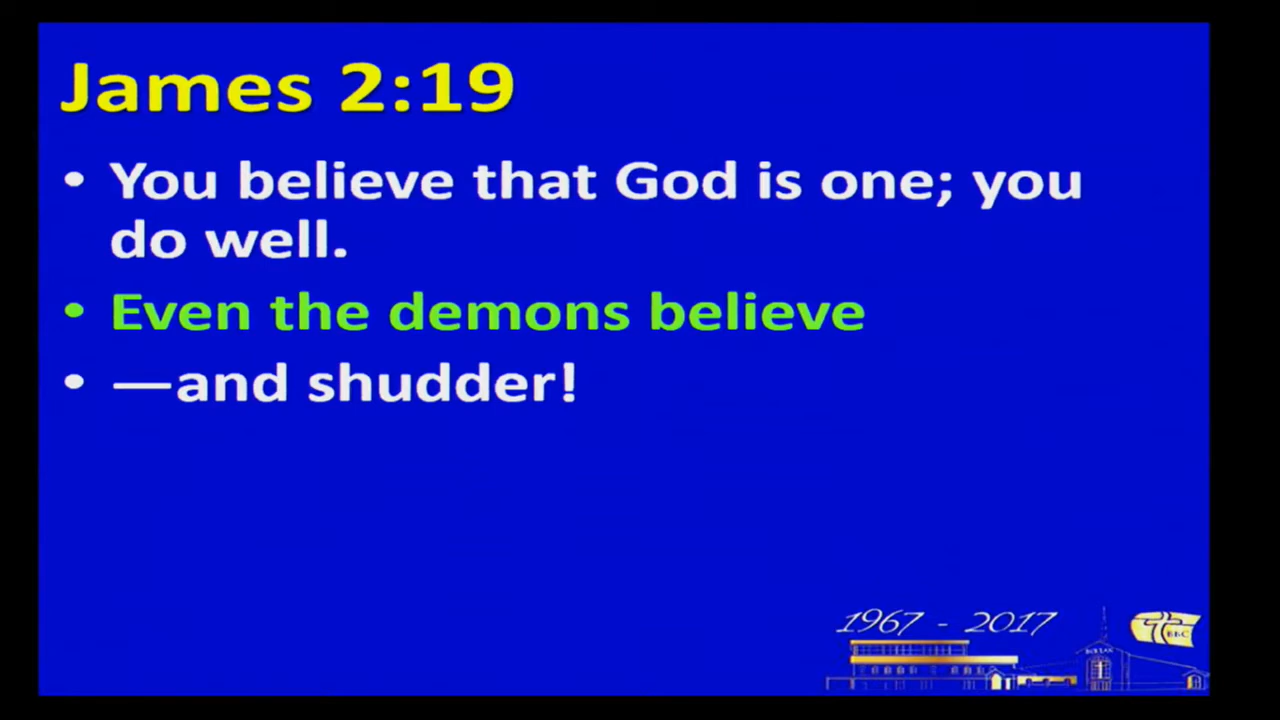 James 2:19
• You believe that God is one; you
do well.
• Even the demons believe
• —and shudder!
1967 - 2017
BBC